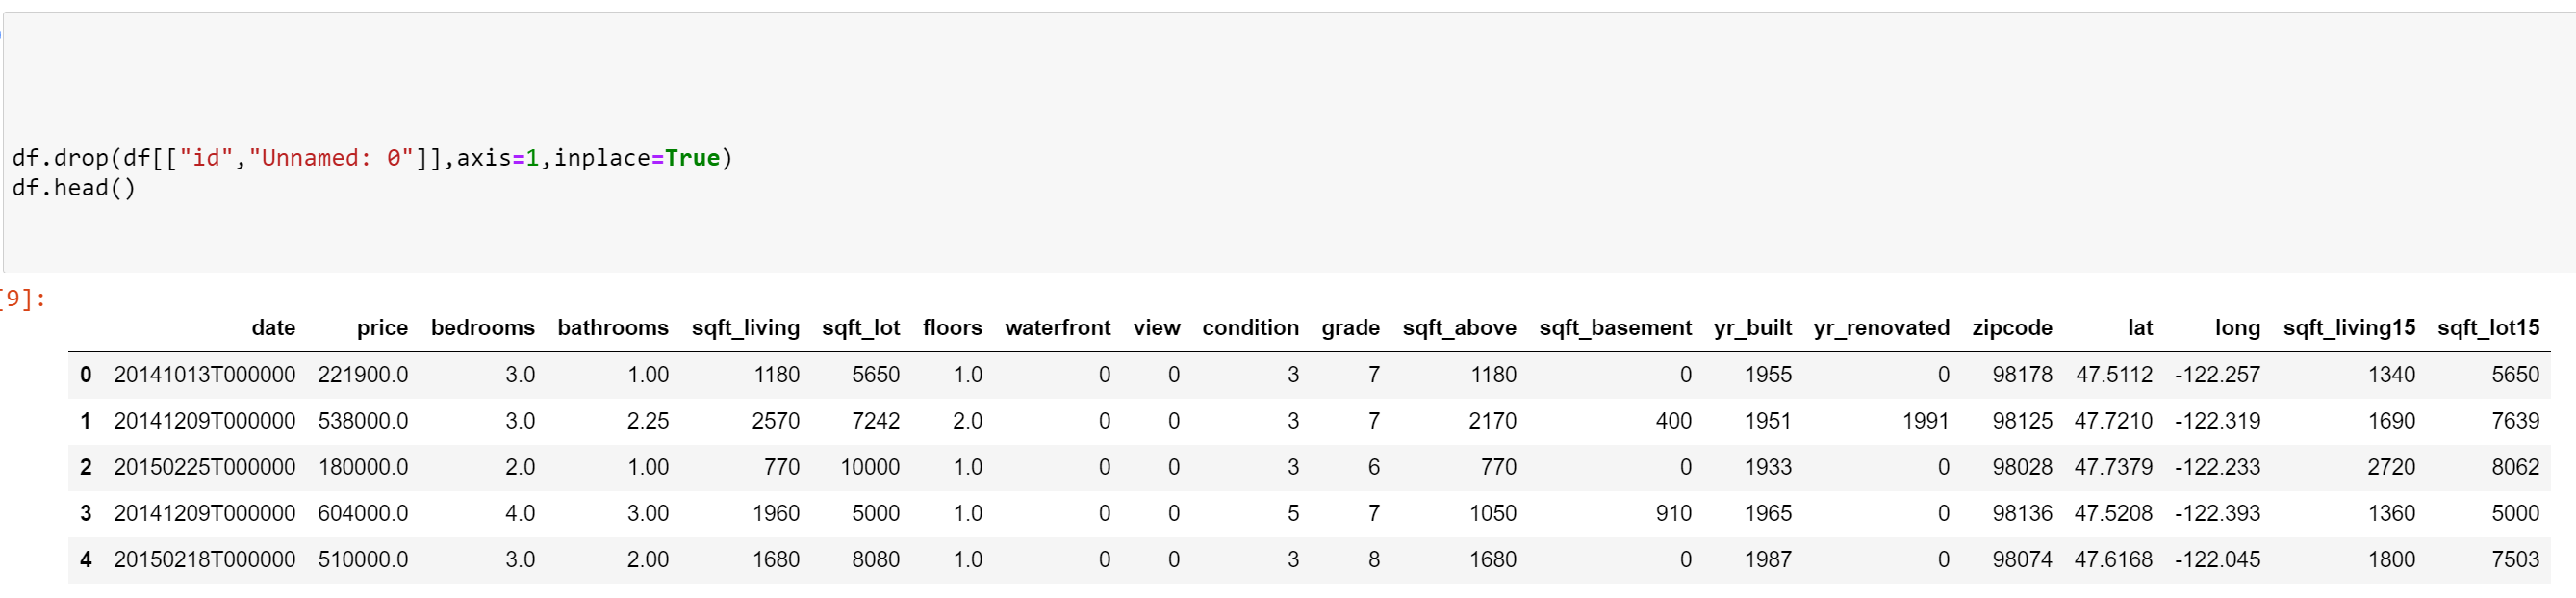 df.drop(df[["id","Unnamed: 0"]],axis=1,inplace=True)
df.head()
[9]:
date price bedrooms bathrooms sqft_living sqft_lot floors waterfront view condition grade sqft_above sqft_basement yr_built yr_renovated zipcode lat long sqft_living15 sqft_lot15
0 20141013T000000 221900.0 3.0 1.00 1180 5650 1.0 0 0 3 7 1180 0 1955 0 98178 47.5112 -122.257 1340 5650
1 20141209T000000 538000.0 3.0 2.25 2570 7242 2.0 0 0 3 7 2170 400 1951 1991 98125 47.7210 -122.319 1690 7639
2 20150225T000000 180000.0 2.0 1.00 770 10000 1.0 0 0 3 6 770 0 1933 0 98028 47.7379 -122.233 2720 8062
3 20141209T000000 604000.0 4.0 3.00 1960 5000 1.0 0 0 5 7 1050 910 1965 0 98136 47.5208 -122.393 1360 5000
4 20150218T000000 510000.0 3.0 2.00 1680 8080 1.0 0 0 3 8 1680 0 1987 0 98074 47.6168 -122.045 1800 7503